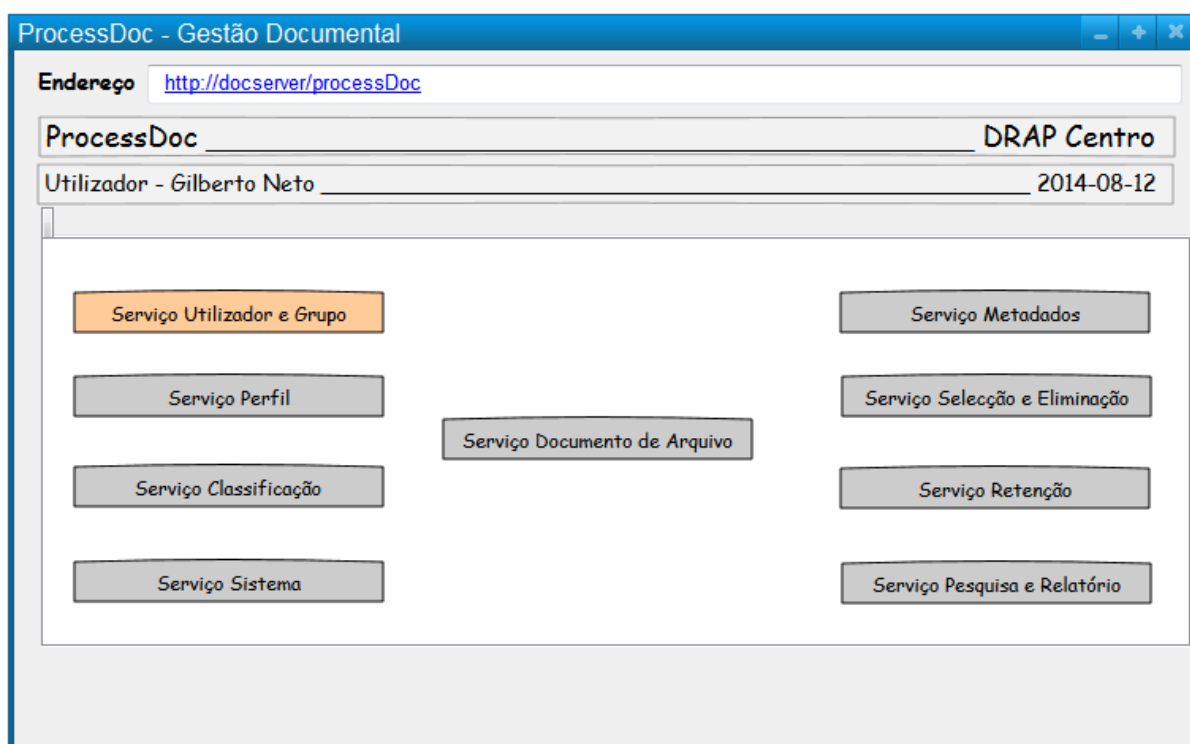 ProcessDoc - Gestão Documental
Endereço http://docserver/processDoc
ProcessDoc DRAP Centro
Utilizador - Gilberto Neto 2014-08-12
Serviço Utilizador e Grupo
Serviço Perfil
Serviço Classificação
Serviço Sistema
Serviço Documento de Arquivo
Serviço Metadados
Serviço Selecção e Eliminação
Serviço Retenção
Serviço Pesquisa e Relatório